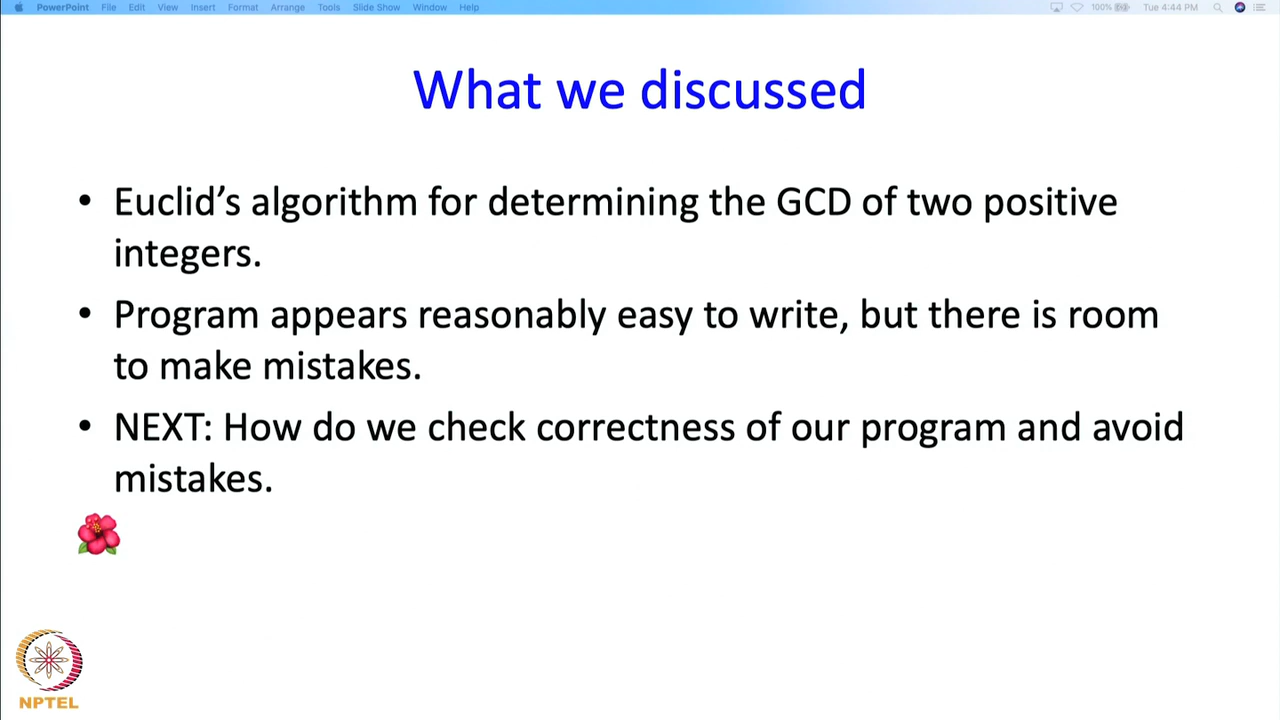 PowerPoint File Edit View Insert Format Arrange Tools Slide Show Window Help 100% Tue 4:44 PM
What we discussed
• Euclid's algorithm for determining the GCD of two positive
integers.
• Program appears reasonably easy to write, but there is room
to make mistakes.
• NEXT: How do we check correctness of our program and avoid
mistakes.
NPTEL